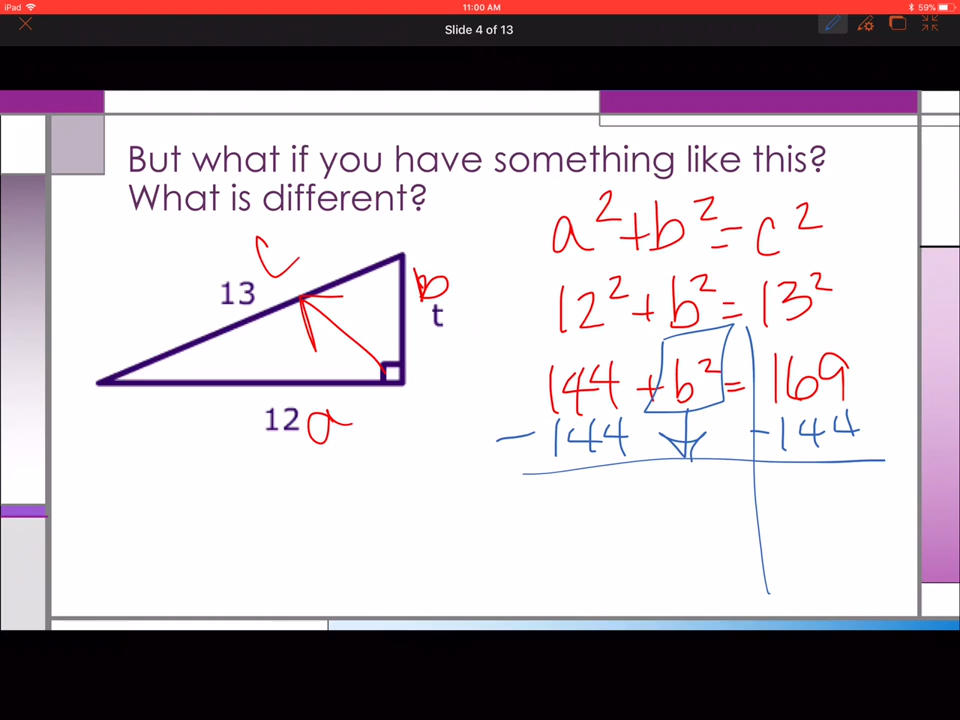 iPad 11:00 AM 59%
Slide 4 of 13
But what if you have something like this?
What is different?
a² + b² = c²
c
13
b
t
12² + b² = 13²
144 + b² = 169
12 a
- 144 - 144